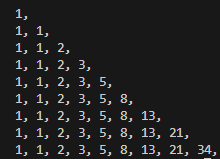 1,
1, 1,
1, 1, 2,
1, 1, 2, 3,
1, 1, 2, 3, 5,
1, 1, 2, 3, 5, 8,
1, 1, 2, 3, 5, 8, 13,
1, 1, 2, 3, 5, 8, 13, 21,
1, 1, 2, 3, 5, 8, 13, 21, 34,